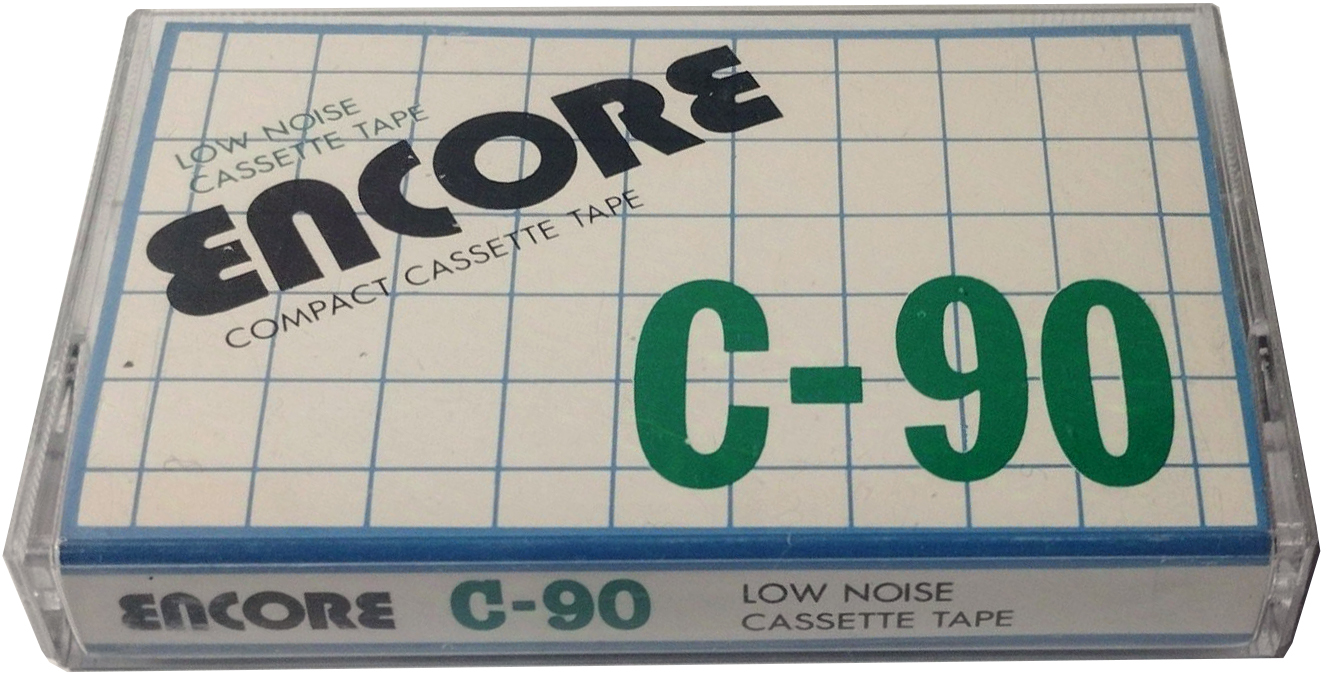 LOW NOISE
CASSETTE TAPE
ENCORE
COMPACT CASSETTE TAPE
C-90
ENCORE C-90 LOW NOISE
CASSETTE TAPE